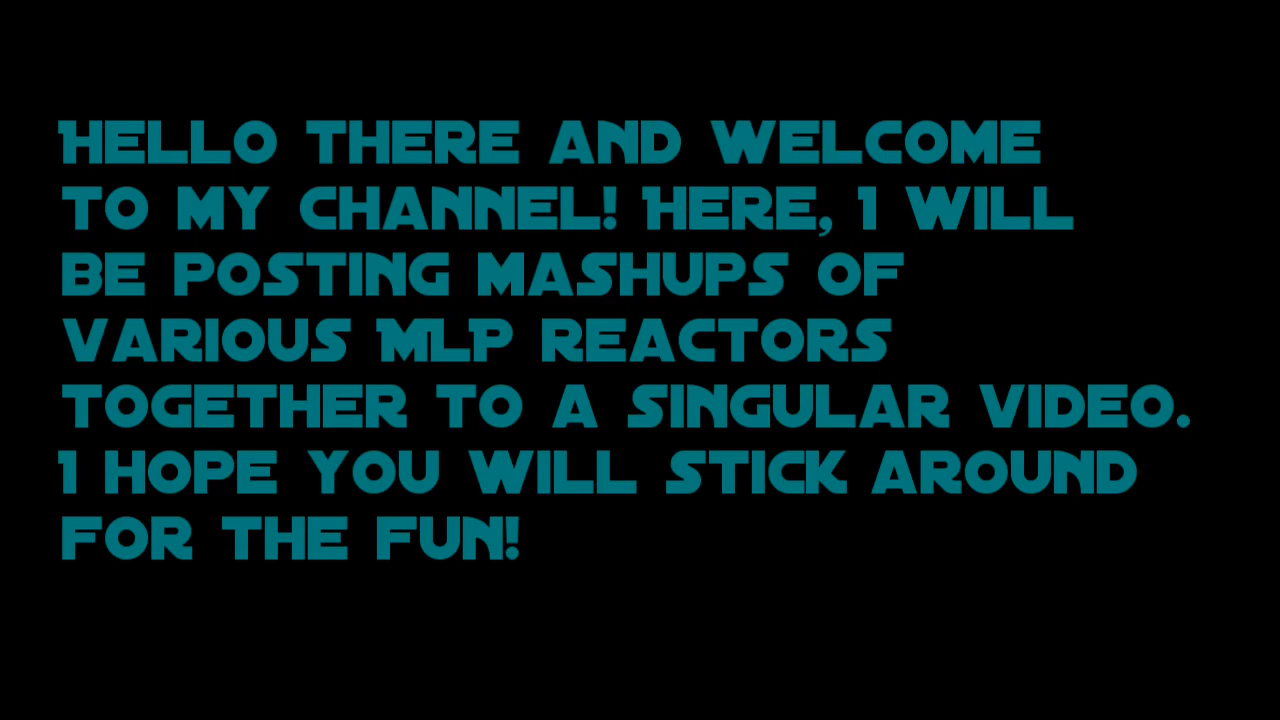 Hello there and welcome
to my channel! Here, I will
be posting mashups of
various MLP reactors
together to a singular video.
I hope you will stick around
for the fun!